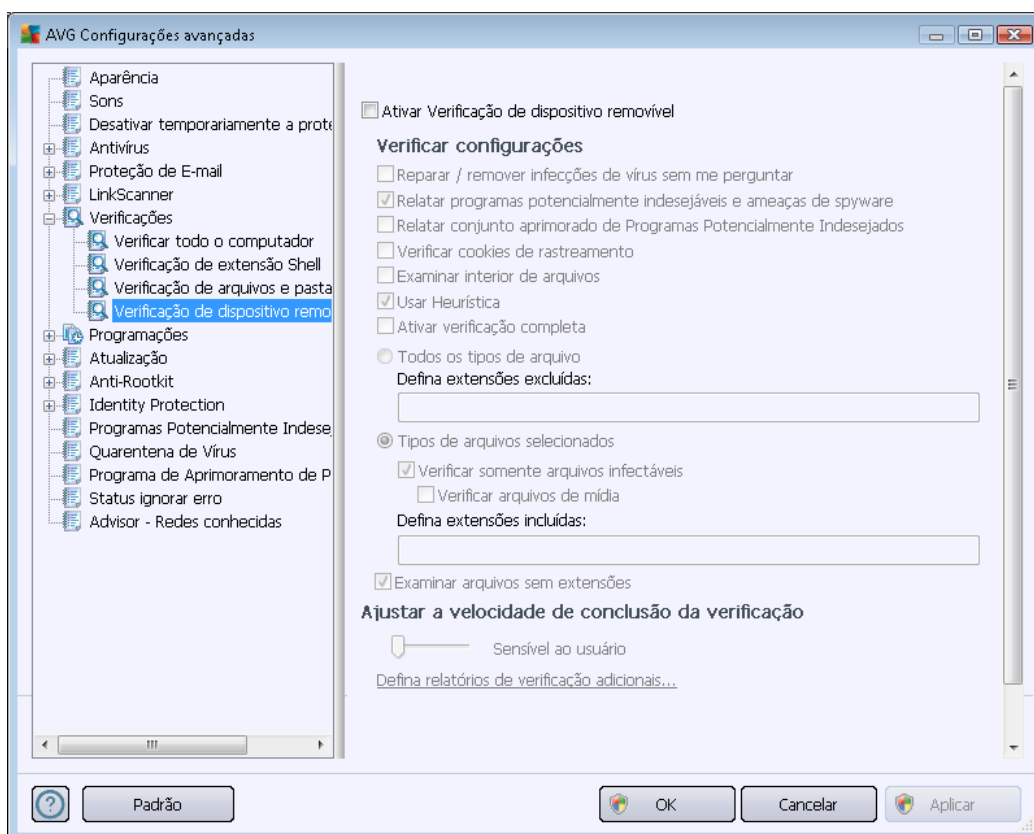 AVG Configurações avançadas
Aparência
Sons
Desativar temporariamente a prote
Antivírus
Proteção de E-mail
LinkScanner
Verificações
Verificar todo o computador
Verificação de extensão Shell
Verificação de arquivos e pasta
Verificação de dispositivo remo
Programações
Atualização
Anti-Rootkit
Identity Protection
Programas Potencialmente Indese
Quarentena de Vírus
Programa de Aprimoramento de P
Status ignorar erro
Advisor - Redes conhecidas
Ativar Verificação de dispositivo removível
Verificar configurações
Reparar / remover infecções de vírus sem me perguntar
Relatar programas potencialmente indesejáveis e ameaças de spyware
Relatar conjunto aprimorado de Programas Potencialmente Indesejados
Verificar cookies de rastreamento
Examinar interior de arquivos
Usar Heurística
Ativar verificação completa
Todos os tipos de arquivo
Defina extensões excluídas:
Tipos de arquivos selecionados
Verificar somente arquivos infectáveis
Verificar arquivos de mídia
Defina extensões incluídas:
Examinar arquivos sem extensões
Ajustar a velocidade de conclusão da verificação
Sensível ao usuário
Defina relatórios de verificação adicionais...
Padrão
OK
Cancelar
Aplicar